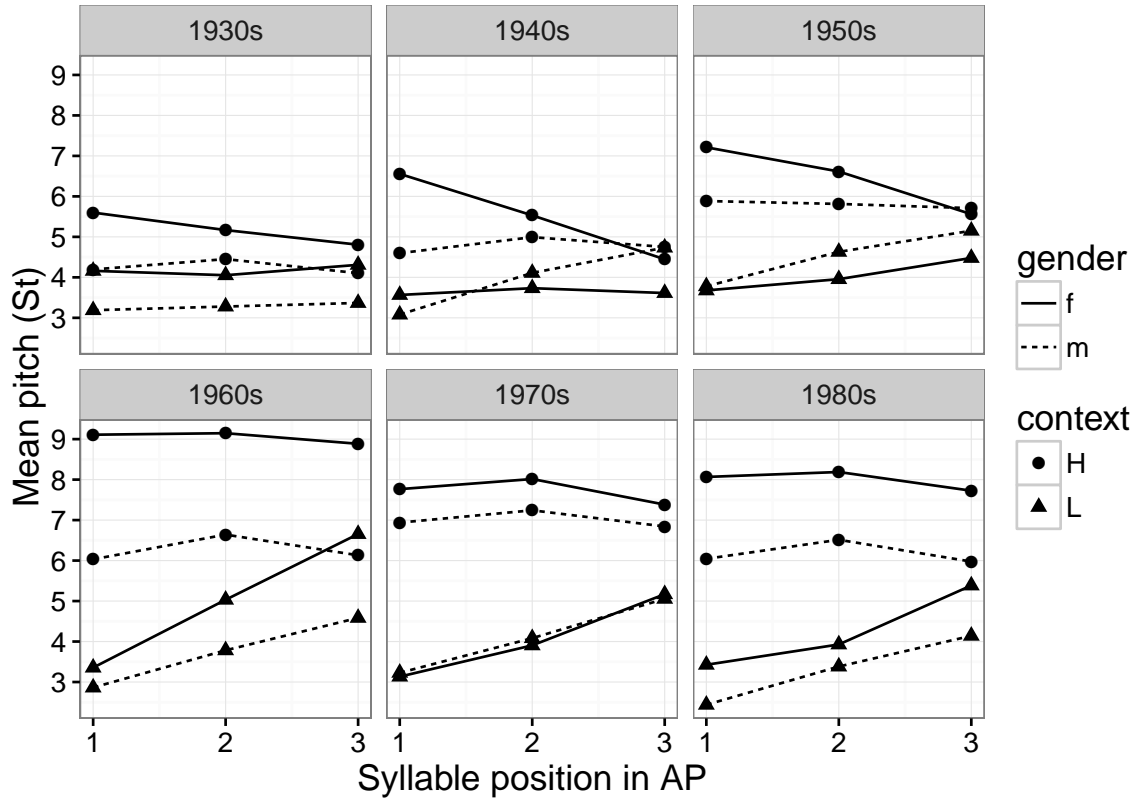 1930s 1940s 1950s
9
8
7
6
5
4
3
1960s 1970s 1980s
9
8
7
6
5
4
3
1 2 3 1 2 3 1 2 3
Syllable position in AP
Mean pitch (St)
gender
f
m
context
H
L